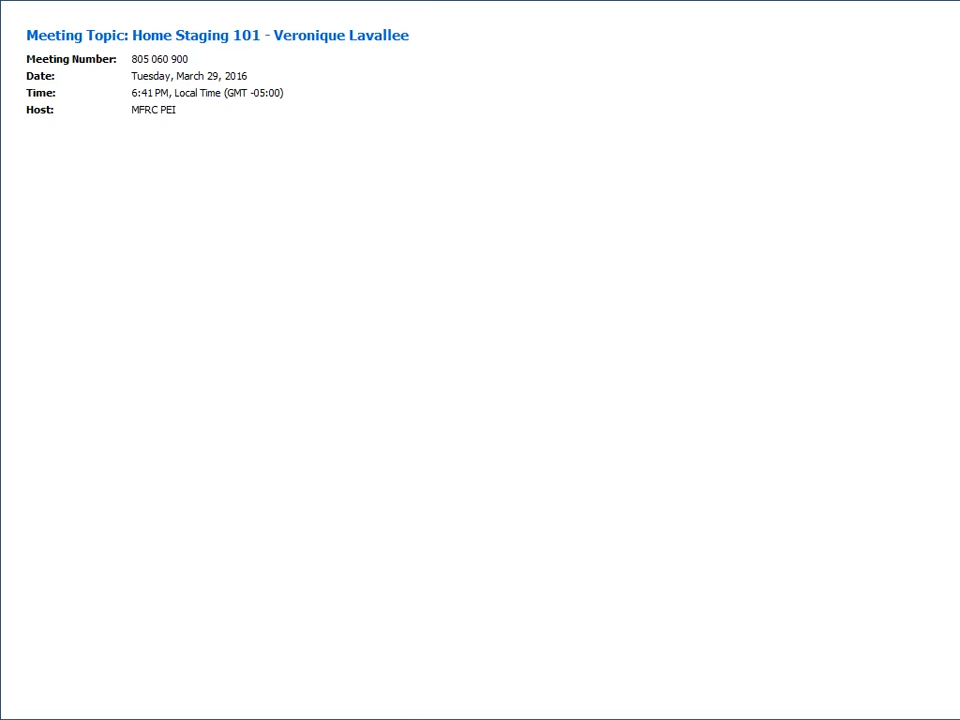 Meeting Topic: Home Staging 101 - Veronique Lavallee
Meeting Number: 805 060 900
Date: Tuesday, March 29, 2016
Time: 6:41 PM, Local Time (GMT -05:00)
Host: MFRC PEI